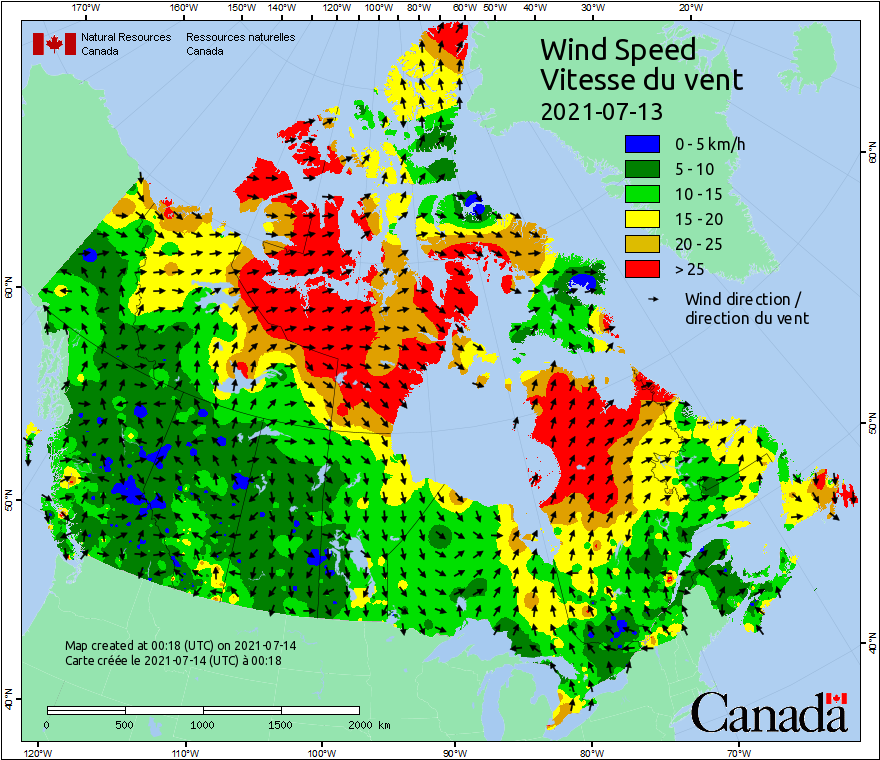 170°W 160°W 150°W 140°W 130°W 120°W 110°W 100°W 90°W 80°W 70°W 60°W 50°W 40°W 30°W 20°W
Natural Resources Canada
Ressources naturelles Canada
Wind Speed
Vitesse du vent
2021-07-13
0 - 5 km/h
5 - 10
10 - 15
15 - 20
20 - 25
> 25
Wind direction /
direction du vent
60°N
50°N
40°N
60°N
50°N
40°N
Map created at 00:18 (UTC) on 2021-07-14
Carte créée le 2021-07-14 (UTC) à 00:18
0 500 1000 1500 2000 km
Canada
120°W 110°W 100°W 90°W 80°W 70°W